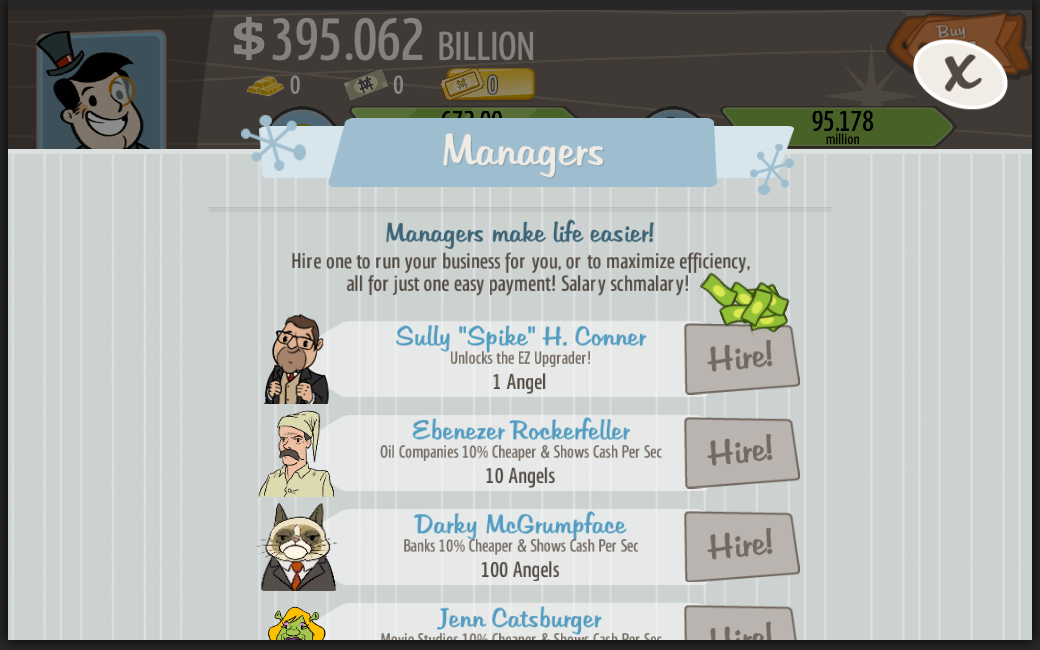 $395.062 BILLION
Buy
0
0
0
95.178
million
Managers
Managers make life easier!
Hire one to run your business for you, or to maximize efficiency,
all for just one easy payment! Salary schmalary!
Sully "Spike" H. Conner
Unlocks the EZ Upgrader!
1 Angel
Hire!
Ebenezer Rockerfeller
Oil Companies 10% Cheaper & Shows Cash Per Sec
10 Angels
Hire!
Darky McGrumpface
Banks 10% Cheaper & Shows Cash Per Sec
100 Angels
Hire!
Jenn Catsburger
Movie Studios 10% Cheaper & Shows Cash Per Sec
Hire!